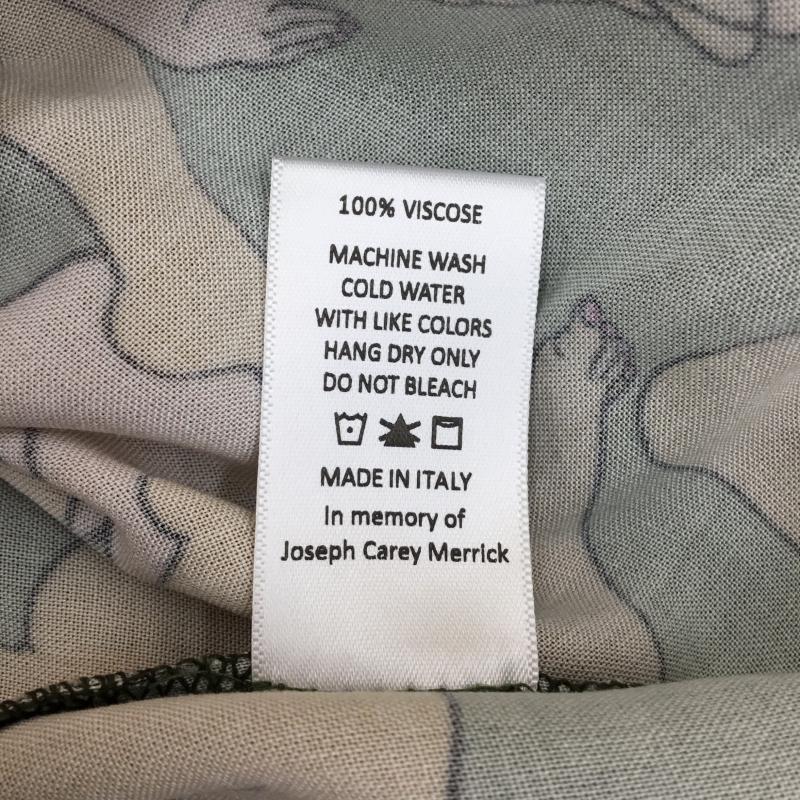 100% VISCOSE
MACHINE WASH
COLD WATER
WITH LIKE COLORS
HANG DRY ONLY
DO NOT BLEACH
MADE IN ITALY
In memory of
Joseph Carey Merrick